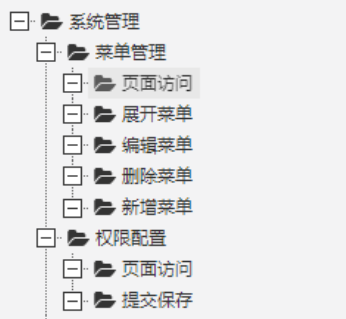 系统管理
菜单管理
页面访问
展开菜单
编辑菜单
删除菜单
新增菜单
权限配置
页面访问
提交保存